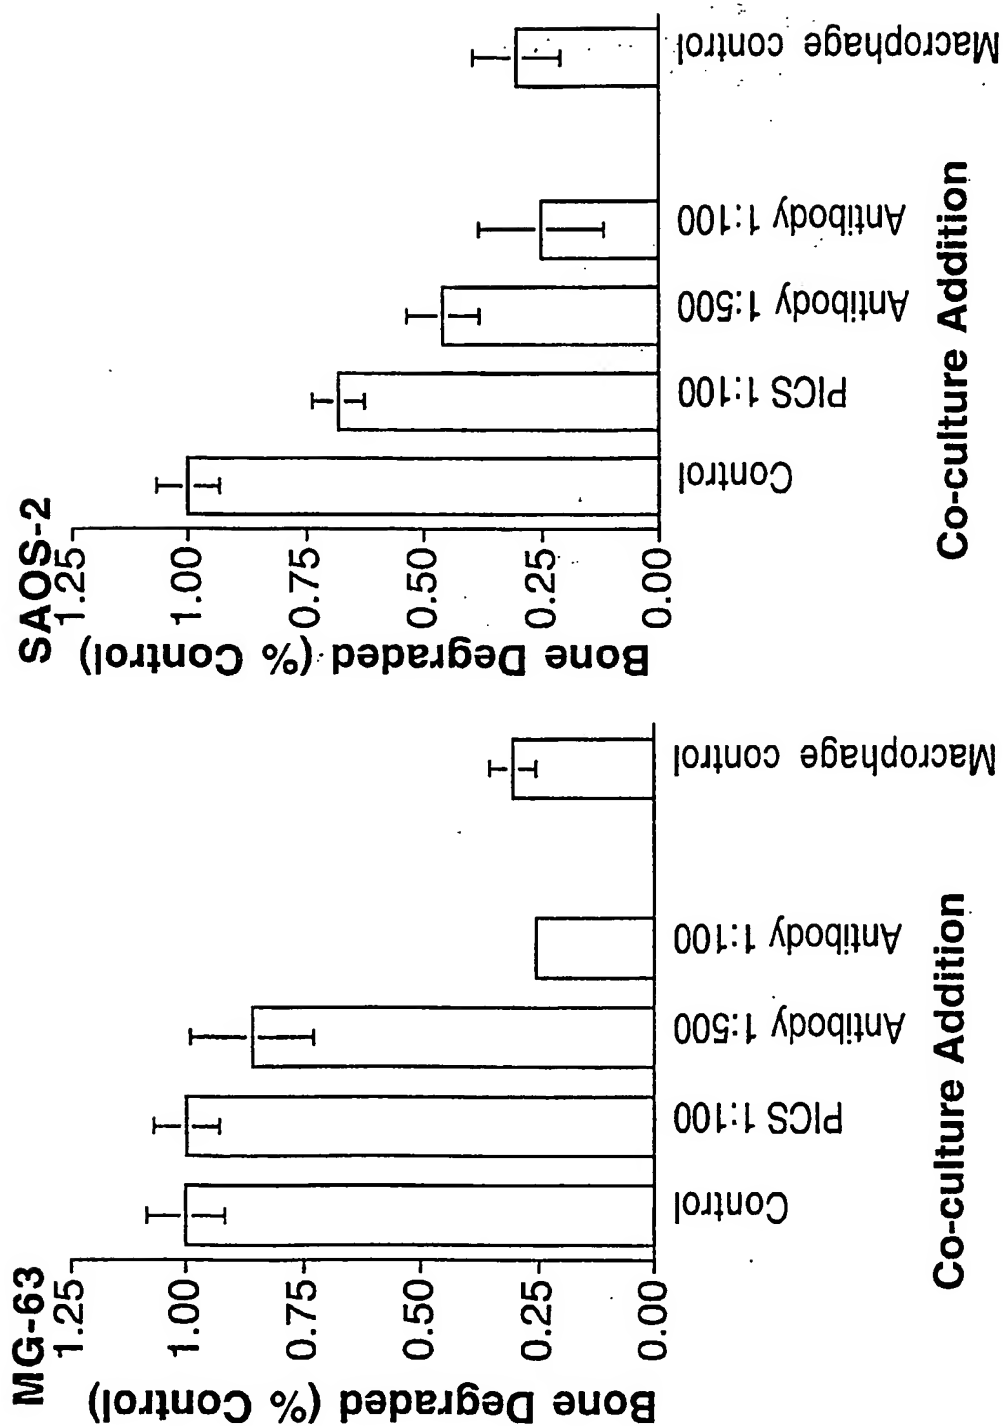 MG-63
Bone Degraded (% Control)
1.25
1.00
0.75
0.50
0.25
0.00
Control
PICS 1:100
Antibody 1:500
Antibody 1:100
Macrophage control
Co-culture Addition
SAOS-2
Bone Degraded (% Control)
1.25
1.00
0.75
0.50
0.25
0.00
Control
PICS 1:100
Antibody 1:500
Antibody 1:100
Macrophage control
Co-culture Addition